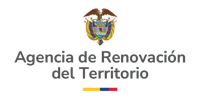 Agencia de Renovación
del Territorio